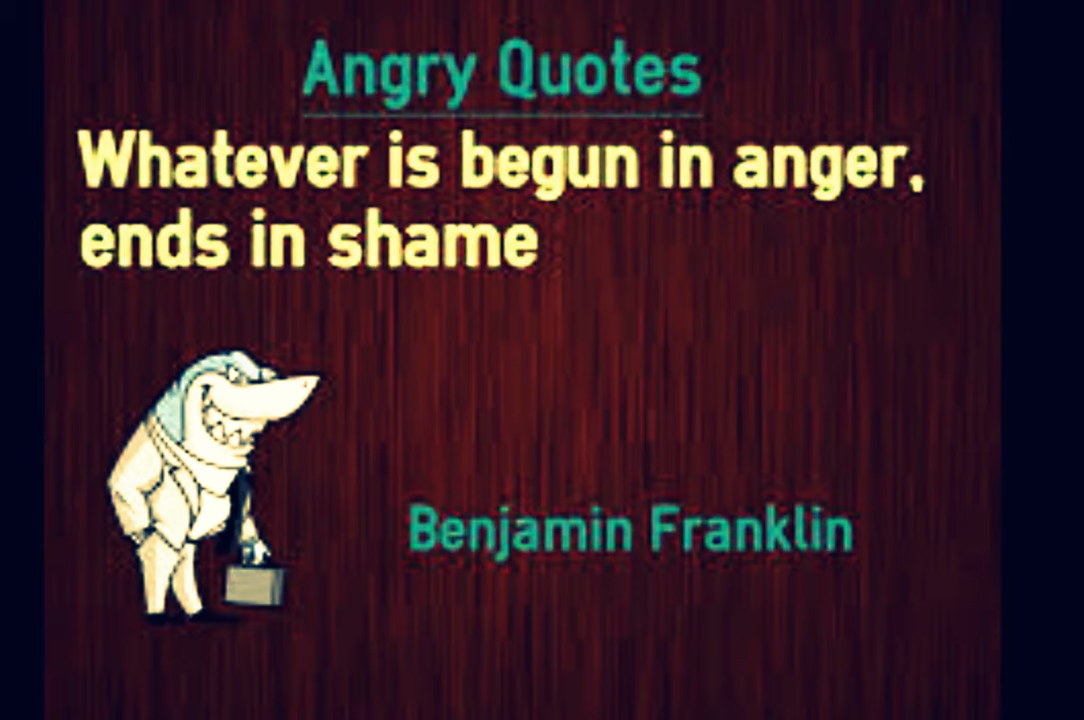 Angry Quotes
Whatever is begun in anger,
ends in shame
Benjamin Franklin